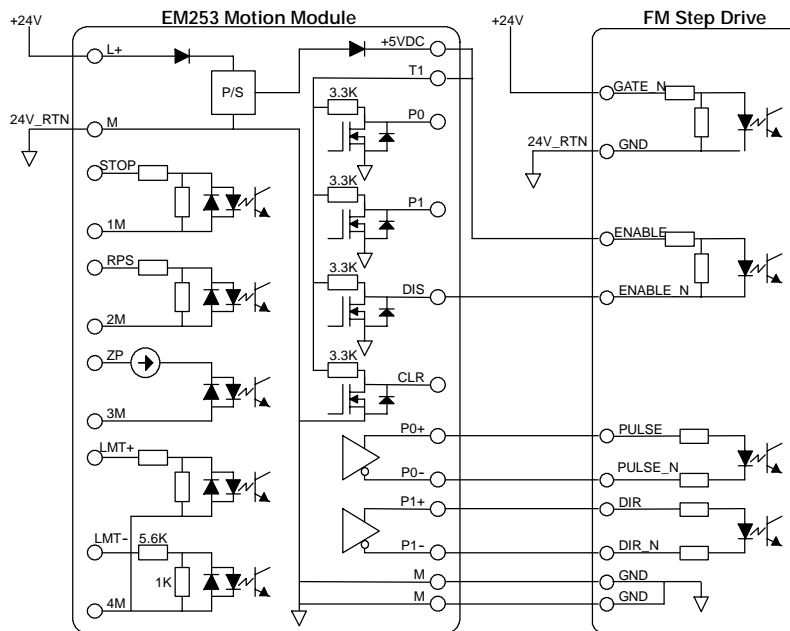 EM253 Motion Module
FM Step Drive
+24V
L+
+5VDC
+24V
T1
P/S
3.3K
GATE_N
P0
24V_RTN
M
24V_RTN
GND
STOP
3.3K
1M
P1
ENABLE
RPS
3.3K
DIS
ENABLE_N
2M
ZP
3.3K
CLR
3M
P0+
PULSE
LMT+
P0-
PULSE_N
P1+
DIR
LMT-
5.6K
P1-
DIR_N
1K
M
GND
4M
M
GND